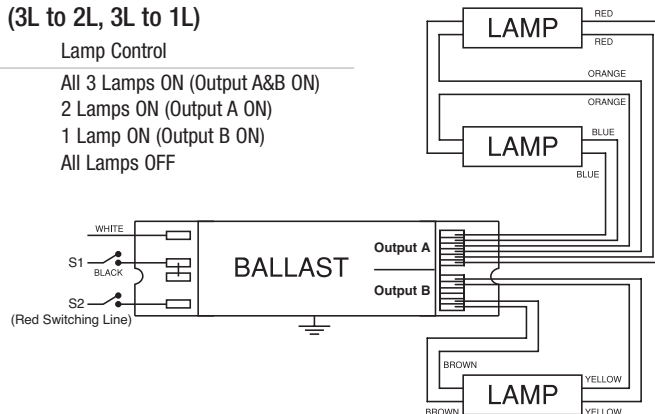 (3L to 2L, 3L to 1L)
Lamp Control
All 3 Lamps ON (Output A&B ON)
2 Lamps ON (Output A ON)
1 Lamp ON (Output B ON)
All Lamps OFF
LAMP
RED
RED
ORANGE
ORANGE
LAMP
BLUE
BLUE
WHITE
S1
BLACK
S2
(Red Switching Line)
BALLAST
Output A
Output B
BROWN
BROWN
LAMP
YELLOW
YELLOW